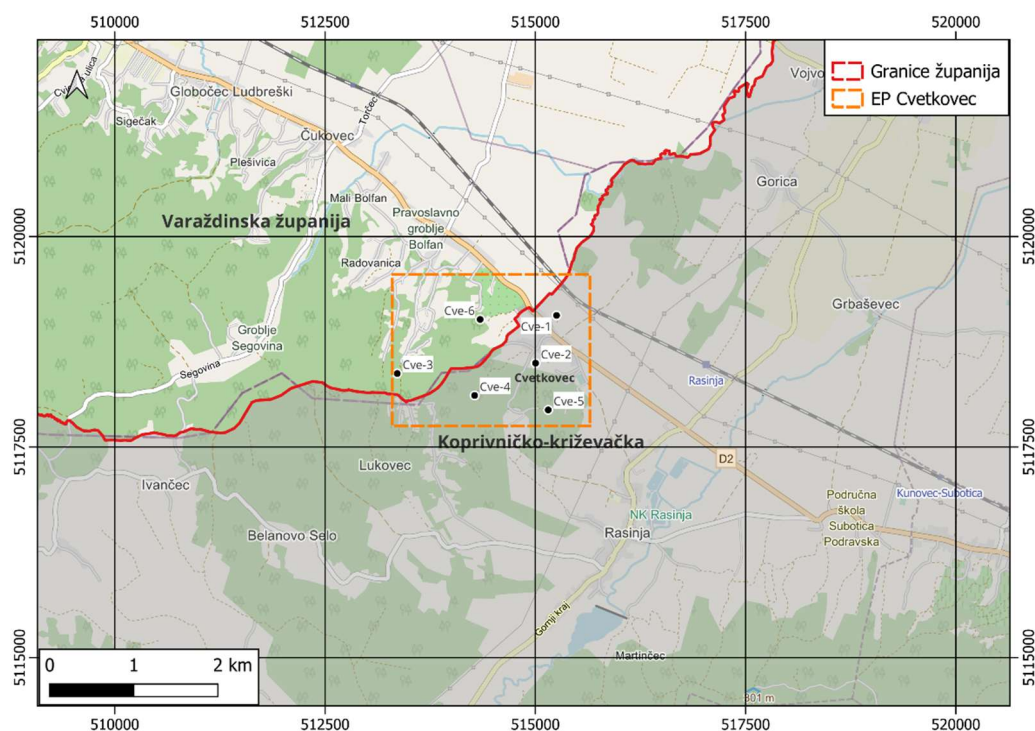 510000
512500
515000
517500
520000
Granice županija
EP Cvetkovec
Vojvo
Globočec Ludbreški
Sigečak
Torčec
Čukovec
Plešivica
Gorica
Mali Bolfan
Pravoslavno
groblje
Bolfan
Varaždinska županija
5120000
5120000
Radovanica
Grbaševec
Cve-6
Cve-1
Groblje
Segovina
Cve-2
Cve-3
Segovina
Cvetkovec
Rasinja
Cve-4
Cve-5
5117500
5117500
Koprivničko-križevačka
D2
Lukovec
Ivančec
Kunovec-Subotica
Područna
škola
Subotica
Podravska
NK Rasinja
Belanovo Selo
Rasinja
Gornji kraj
5115000
5115000
Martinčec
0 1 2 km
301 m
510000
512500
515000
517500
520000